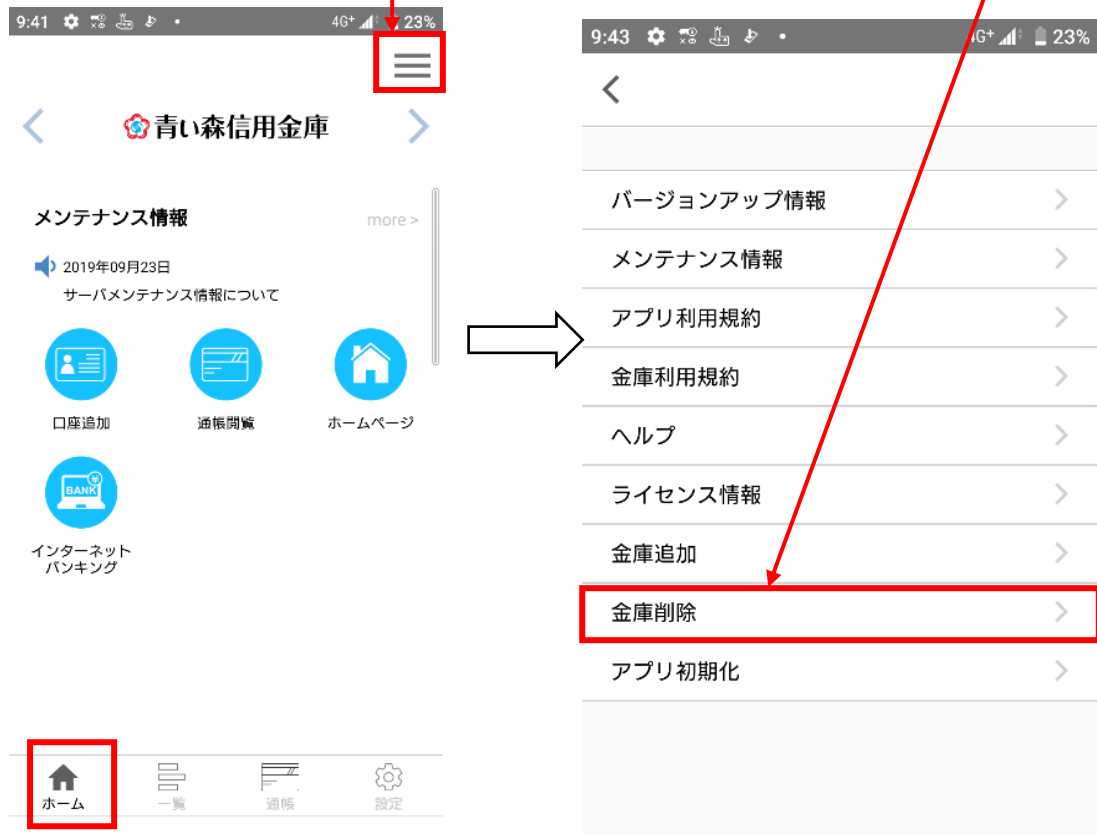 9:41
4G+ 23%
青い森信用金庫
メンテナンス情報
more >
2019年09月23日
サーバメンテナンス情報について
口座追加
通帳閲覧
ホームページ
BANK
インターネット
バンキング
ホーム
一覧
通帳
設定
9:43
4G+ 23%
バージョンアップ情報
メンテナンス情報
アプリ利用規約
金庫利用規約
ヘルプ
ライセンス情報
金庫追加
金庫削除
アプリ初期化